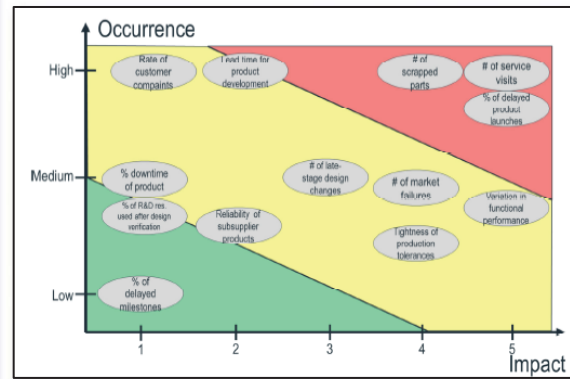 Occurrence
High
Rate of
customer
compaints
Lead time for
product
development
# of
scrapped
parts
# of service
visits
% of delayed
product
launches
Medium
% downtime
of product
% of R&D res.
used after design
verification
Reliability of
subsupplier
products
# of late-
stage design
changes
# of market
failures
Variation in
functional
performance
Tightness of
production
tolerances
Low
% of
delayed
milestones
1
2
3
4
5
Impact